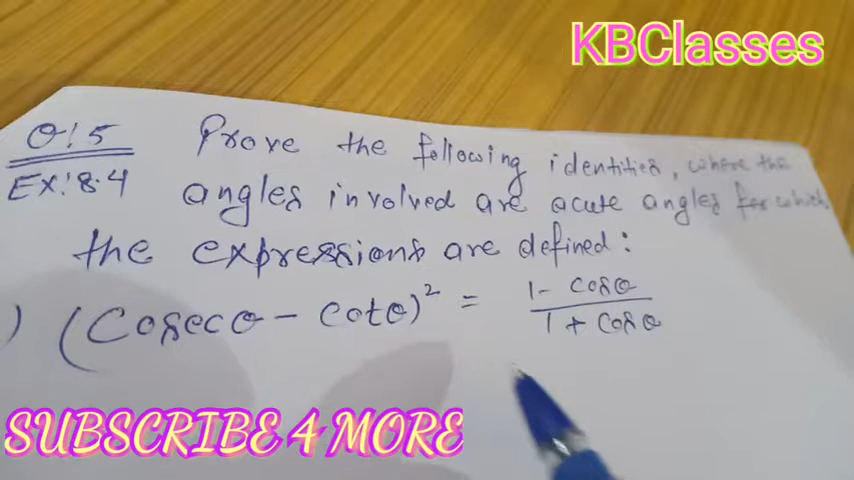 KBClasses
Q! 5 Prove the following identities, where the
Ex! 8.4 angles involved are acute angles for which
the expressions are defined:
) (Cosecθ - cotθ)² = 1 - cosθ / 1 + cosθ
SUBSCRIBE 4 MORE